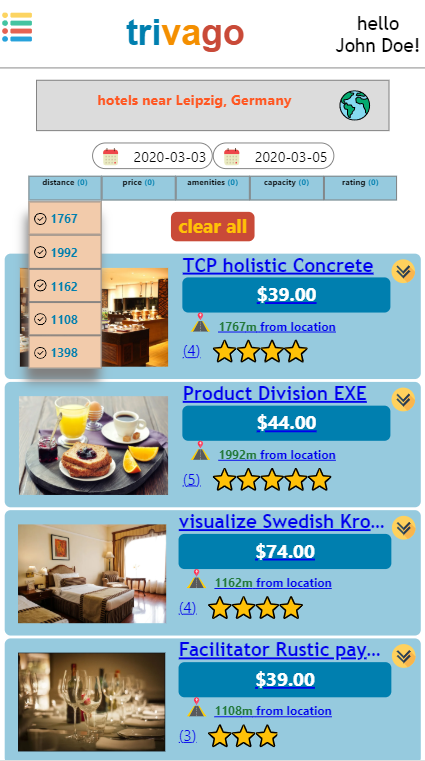 trivago
hello
John Doe!
hotels near Leipzig, Germany
2020-03-03
2020-03-05
distance (0)
price (0)
amenities (0)
capacity (0)
rating (0)
1767
1992
1162
1108
1398
clear all
TCP holistic Concrete
$39.00
1767m from location
(4)
Product Division EXE
$44.00
1992m from location
(5)
visualize Swedish Kro...
$74.00
1162m from location
(4)
Facilitator Rustic pay...
$39.00
1108m from location
(3)